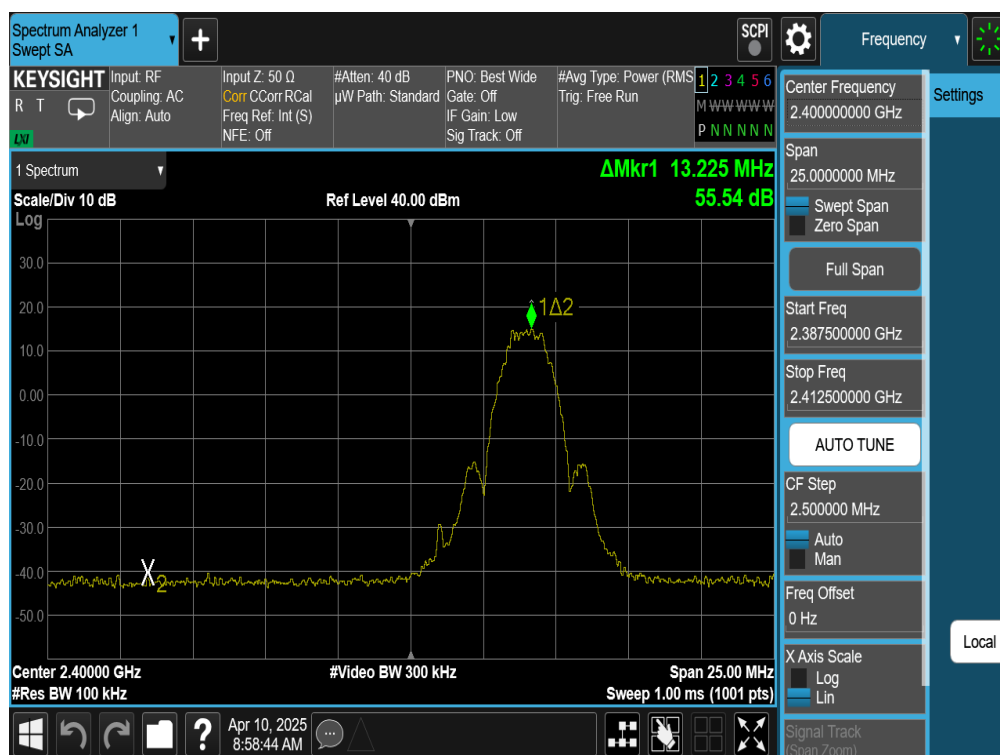 Spectrum Analyzer 1
Swept SA
+
SCPI
Frequency
KEYSIGHT
R T
LXI
Input: RF
Coupling: AC
Align: Auto
Input Z: 50 Ω
Corr CCorr RCal
Freq Ref: Int (S)
NFE: Off
#Atten: 40 dB
µW Path: Standard
PNO: Best Wide
Gate: Off
IF Gain: Low
Sig Track: Off
#Avg Type: Power (RMS
Trig: Free Run
1 2 3 4 5 6
M W W W W W
P N N N N N
1 Spectrum
Scale/Div 10 dB
Log
Ref Level 40.00 dBm
ΔMkr1 13.225 MHz
55.54 dB
30.0
20.0
10.0
0.00
-10.0
-20.0
-30.0
-40.0
-50.0
1Δ2
X2
Center 2.40000 GHz
#Res BW 100 kHz
#Video BW 300 kHz
Span 25.00 MHz
Sweep 1.00 ms (1001 pts)
?
Apr 10, 2025
8:58:44 AM
Center Frequency
2.400000000 GHz
Span
25.0000000 MHz
Swept Span
Zero Span
Full Span
Start Freq
2.387500000 GHz
Stop Freq
2.412500000 GHz
AUTO TUNE
CF Step
2.500000 MHz
Auto
Man
Freq Offset
0 Hz
X Axis Scale
Log
Lin
Signal Track
(Span Zoom)
Settings
Local